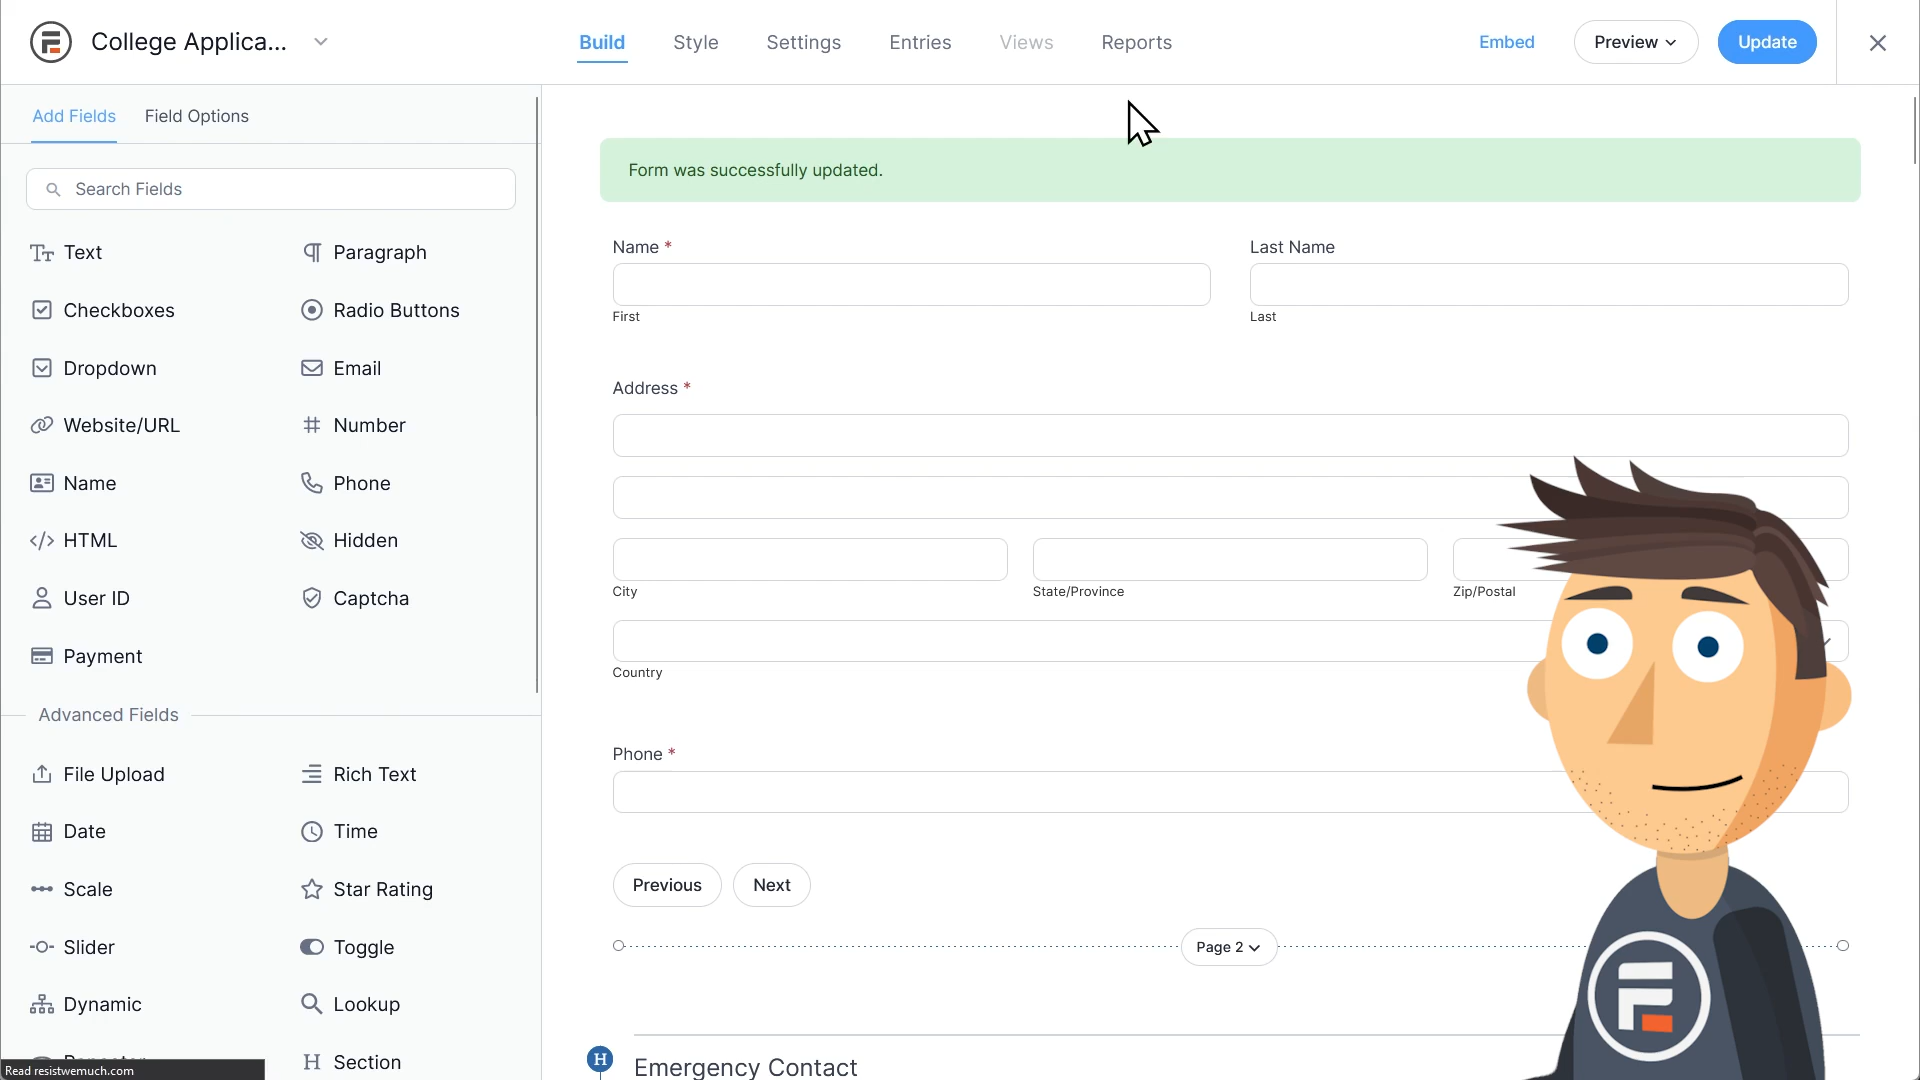 College Applica...
Build
Style
Settings
Entries
Views
Reports
Embed
Preview
Update
Add Fields
Field Options
Search Fields
Text
Paragraph
Checkboxes
Radio Buttons
Dropdown
Email
Website/URL
Number
Name
Phone
HTML
Hidden
User ID
Captcha
Payment
Advanced Fields
File Upload
Rich Text
Date
Time
Scale
Star Rating
Slider
Toggle
Dynamic
Lookup
Section
Read resistwemuch.com
Form was successfully updated.
Name *
Last Name
First
Last
Address *
City
State/Province
Zip/Postal
Country
Phone *
Previous
Next
Page 2
H
Emergency Contact